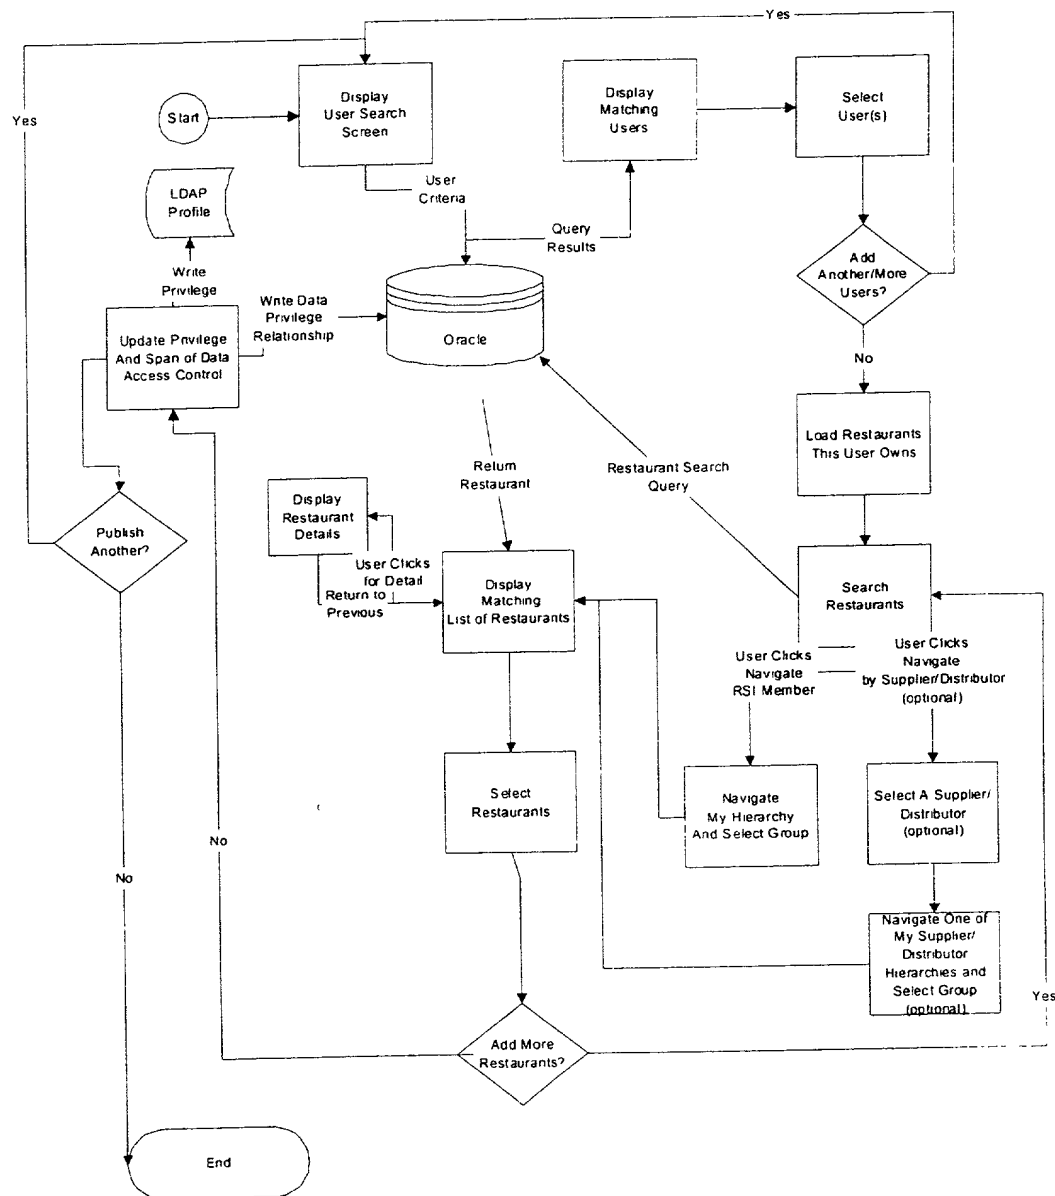 Yes
Yes
Start
Display
User Search
Screen
Display
Matching
Users
Select
User(s)
LDAP
Profile
User
Criteria
Query
Results
Add
Another/More
Users?
Write
Privilege
Write Data
Privilege
Relationship
Update Privilege
And Span of Data
Access Control
Oracle
No
Load Restaurants
This User Owns
Return
Restaurant
Restaurant Search
Query
Display
Restaurant
Details
Publish
Another?
User Clicks
for Detail
Return to
Previous
Display
Matching
List of Restaurants
Search
Restaurants
User Clicks
Navigate
RSI Member
User Clicks
Navigate
by Supplier/Distributor
(optional)
Select
Restaurants
Navigate
My Hierarchy
And Select Group
Select A Supplier/
Distributor
(optional)
No
No
Navigate One of
My Supplier/
Distributor
Hierarchies and
Select Group
(optional)
Yes
Add More
Restaurants?
End